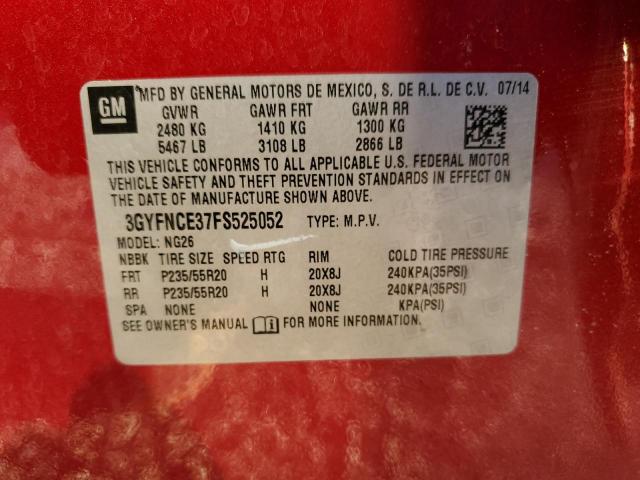 GM MFD BY GENERAL MOTORS DE MEXICO, S. DE R.L. DE C.V. 07/14
GVWR GAWR FRT GAWR RR
2480 KG 1410 KG 1300 KG
5467 LB 3108 LB 2866 LB
THIS VEHICLE CONFORMS TO ALL APPLICABLE U.S. FEDERAL MOTOR
VEHICLE SAFETY AND THEFT PREVENTION STANDARDS IN EFFECT ON
THE DATE OF MANUFACTURE SHOWN ABOVE.
3GYFNCE37FS525052 TYPE: M.P.V.
MODEL: NG26
NBBK TIRE SIZE SPEED RTG RIM COLD TIRE PRESSURE
FRT P235/55R20 H 20X8J 240KPA(35PSI)
RR P235/55R20 H 20X8J 240KPA(35PSI)
SPA NONE NONE KPA(PSI)
SEE OWNER'S MANUAL FOR MORE INFORMATION.